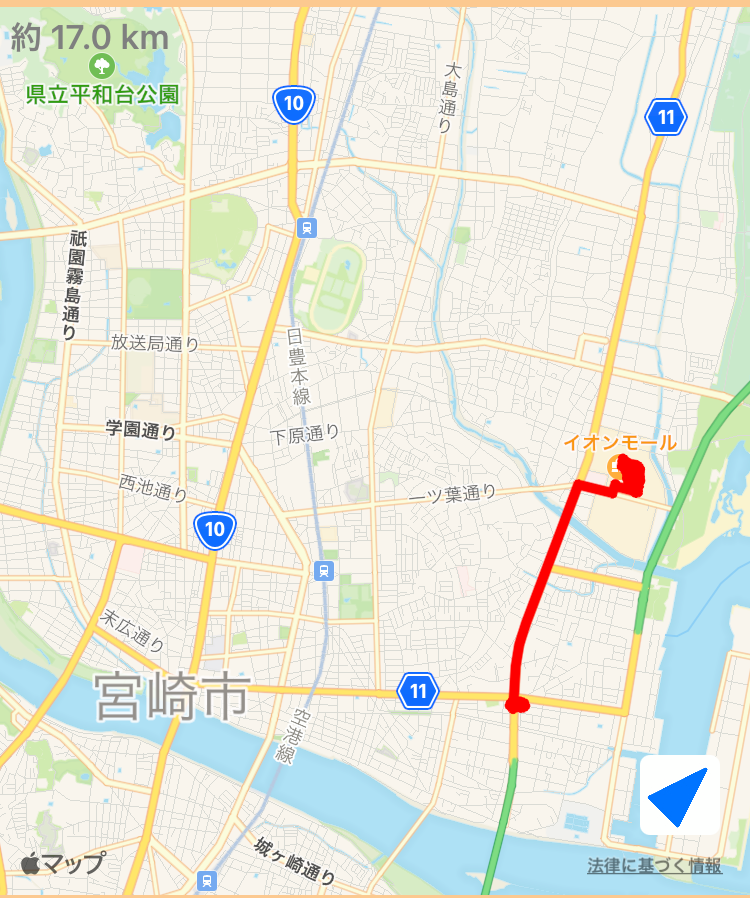 約 17.0 km
県立平和台公園
10
大島通り
11
祇園霧島通り
放送局通り
日豊本線
学園通り
下原通り
イオンモール
西池通り
一ツ葉通り
10
末広通り
宮崎市
11
空港線
城ヶ崎通り
マップ
法律に基づく情報